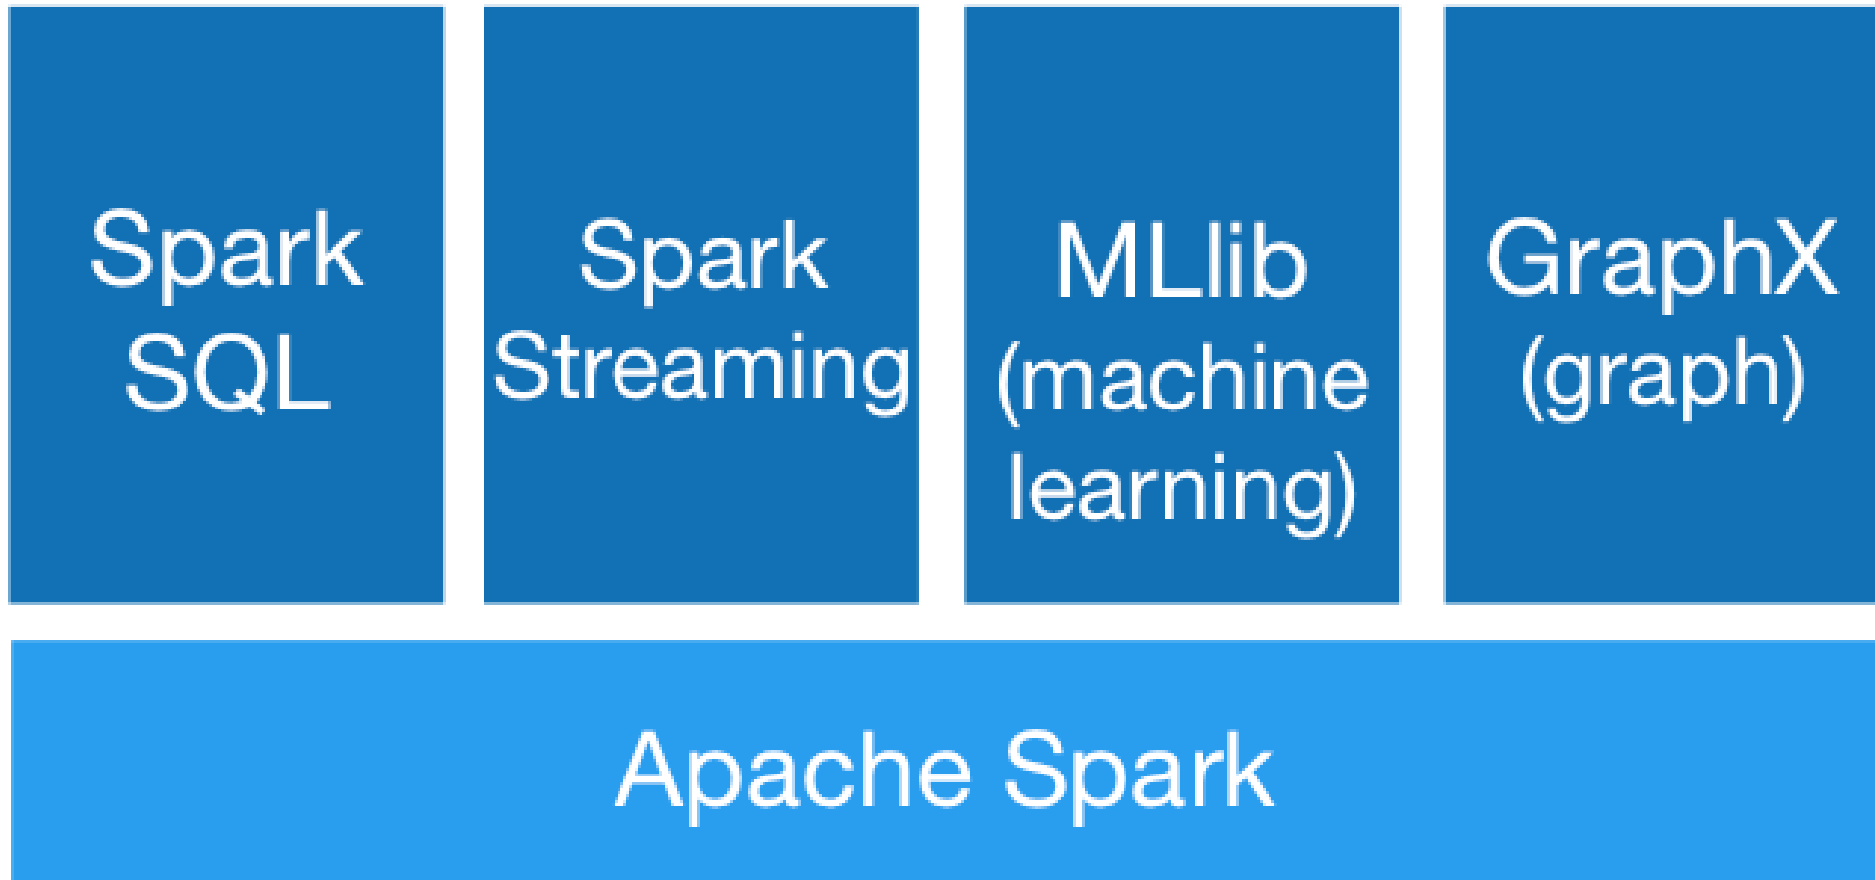 Spark
SQL
Spark
Streaming
MLlib
(machine
learning)
GraphX
(graph)
Apache Spark